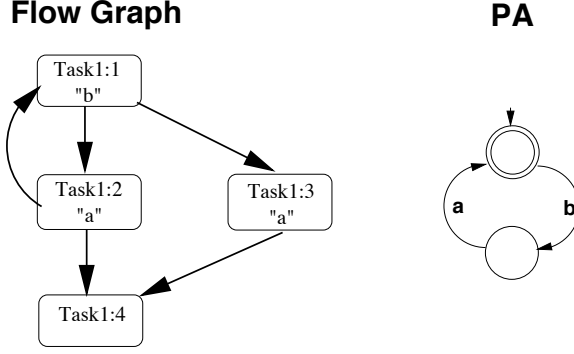 Flow Graph
PA
Task1:1
"b"
Task1:2
"a"
Task1:3
"a"
Task1:4
a
b